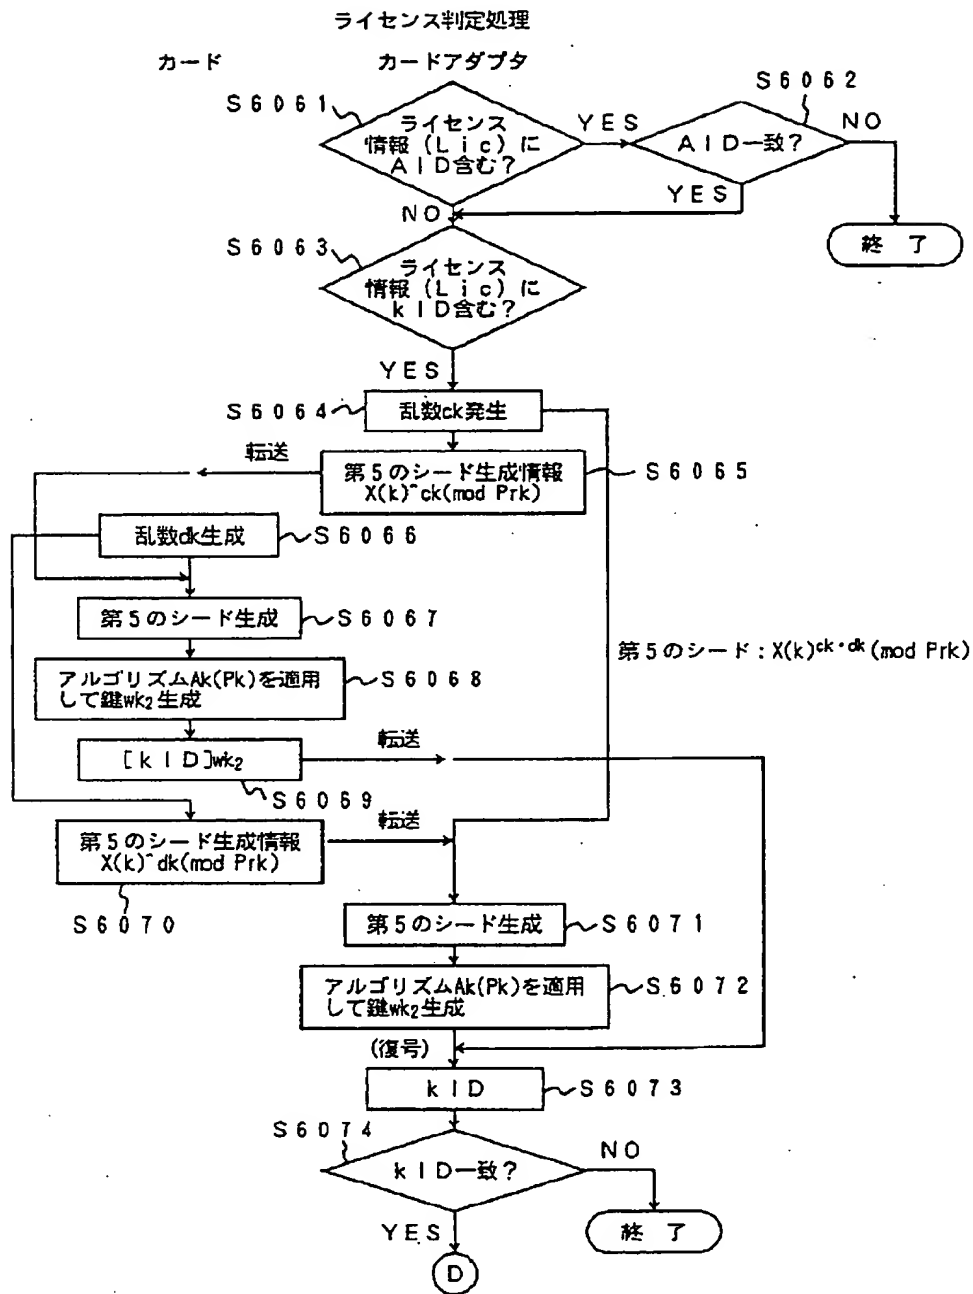 ライセンス判定処理
カード
カードアダプタ
S6061
ライセンス
情報(Lic)に
AID含む?
YES
S6062
AID一致?
NO
YES
終 了
NO
S6063
ライセンス
情報(Lic)に
kID含む?
YES
S6064
乱数ck発生
転送
第5のシード生成情報
X(k)^ck(mod Prk)
S6065
乱数dk生成
S6066
第5のシード生成
S6067
第5のシード:X(k)^ck・dk(mod Prk)
アルゴリズムAk(Pk)を適用
して鍵wk₂生成
S6068
[kID]wk₂
転送
S6069
第5のシード生成情報
X(k)^dk(mod Prk)
転送
S6070
第5のシード生成
S6071
アルゴリズムAk(Pk)を適用
して鍵wk₂生成
S6072
(復号)
kID
S6073
S6074
kID一致?
NO
YES
終 了
D